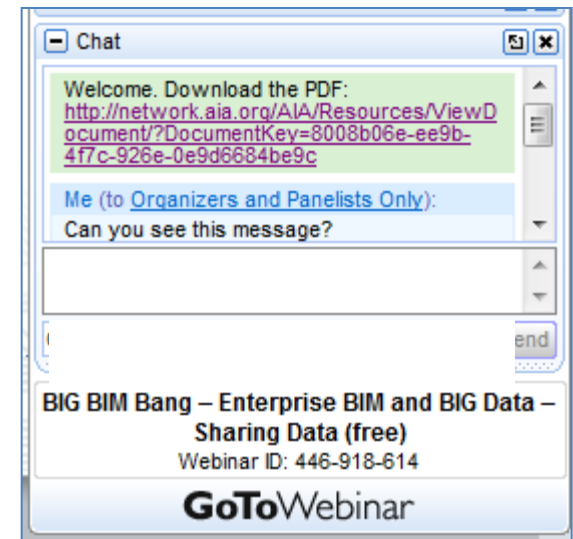 Chat
Welcome. Download the PDF:
http://network.aia.org/AIA/Resources/ViewD
ocument/?DocumentKey=8008b06e-ee9b-
4f7c-926e-0e9d6684be9c
Me (to Organizers and Panelists Only):
Can you see this message?
end
BIG BIM Bang – Enterprise BIM and BIG Data –
Sharing Data (free)
Webinar ID: 446-918-614
GoToWebinar